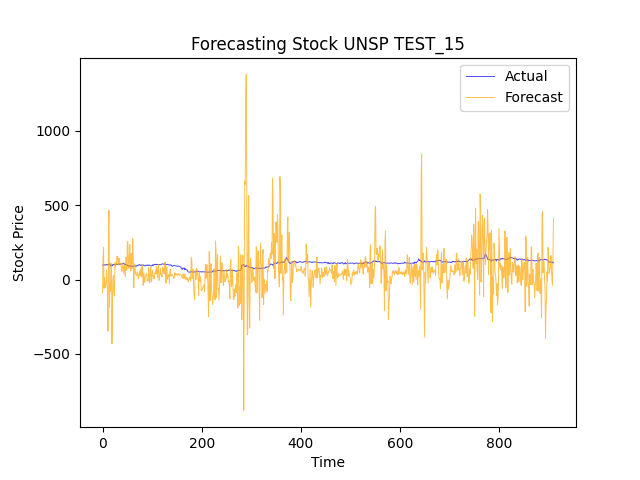 Forecasting Stock UNSP TEST_15
Actual
Forecast
1000
500
0
−500
Stock Price
0
200
400
600
800
Time